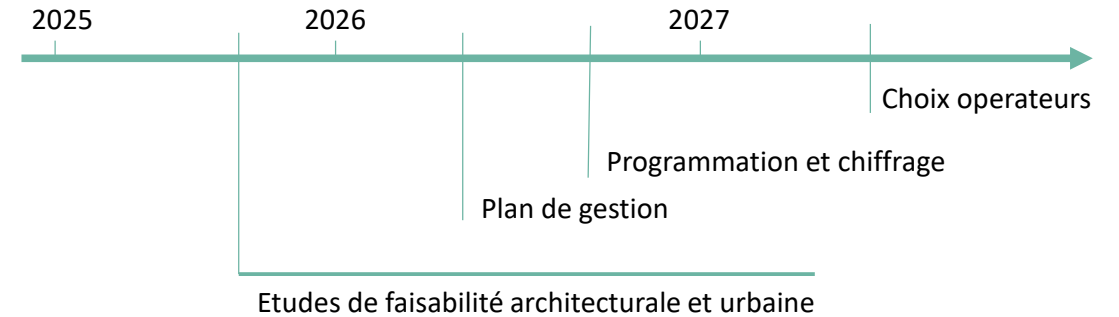 2025
2026
2027
Choix operateurs
Programmation et chiffrage
Plan de gestion
Etudes de faisabilité architecturale et urbaine